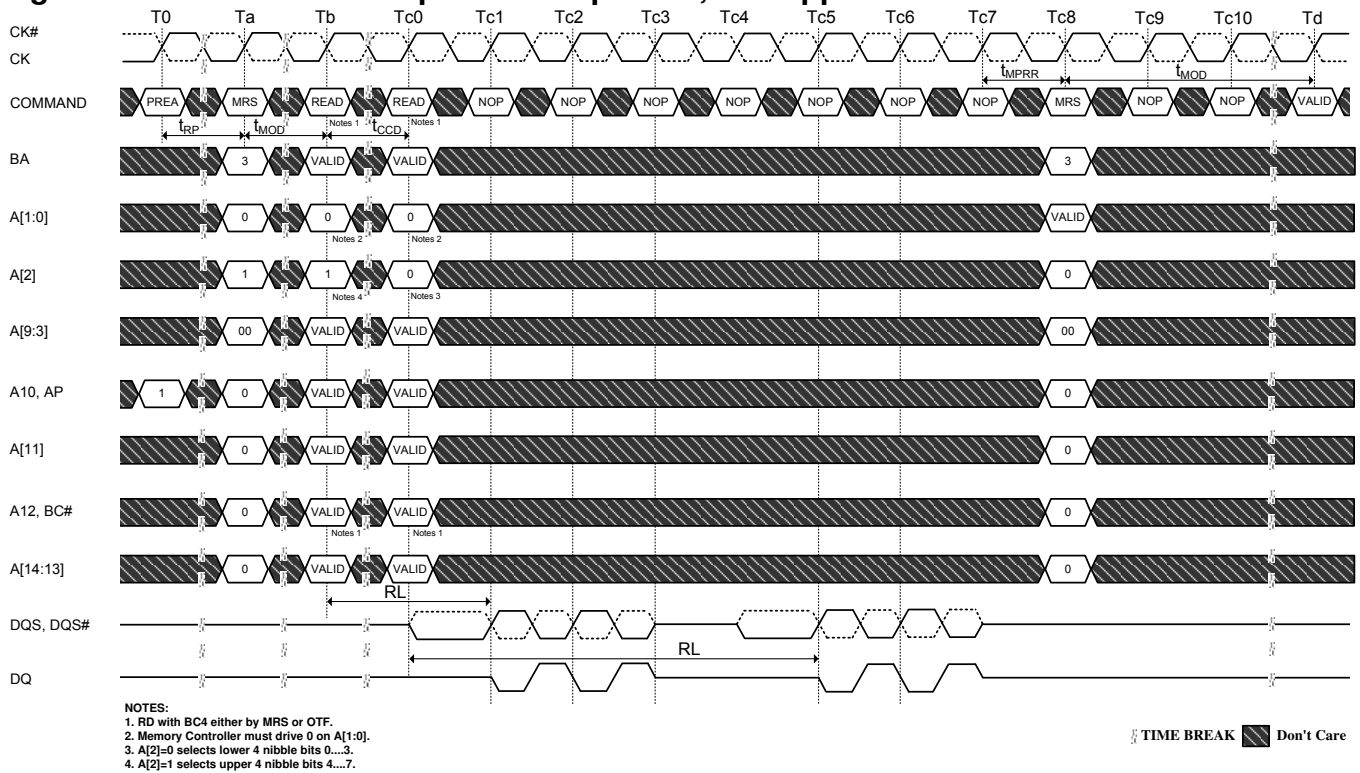 T0 Ta Tb Tc0 Tc1 Tc2 Tc3 Tc4 Tc5 Tc6 Tc7 Tc8 Tc9 Tc10 Td
CK#
CK
tMPRR tMOD
COMMAND PREA MRS READ READ NOP NOP NOP NOP NOP NOP NOP MRS NOP NOP VALID
Notes 1 Notes 1
tRP tMOD tCCD
BA 3 VALID VALID 3
A[1:0] 0 0 0 VALID
Notes 2 Notes 2
A[2] 1 1 0 0
Notes 4 Notes 3
A[9:3] 00 VALID VALID 00
A10, AP 1 0 VALID VALID 0
A[11] 0 VALID VALID 0
A12, BC# 0 VALID VALID 0
Notes 1 Notes 1
A[14:13] 0 VALID VALID 0
RL
DQS, DQS#
RL
DQ
NOTES:
1. RD with BC4 either by MRS or OTF.
2. Memory Controller must drive 0 on A[1:0].
3. A[2]=0 selects lower 4 nibble bits 0....3.
4. A[2]=1 selects upper 4 nibble bits 4....7.
TIME BREAK Don't Care